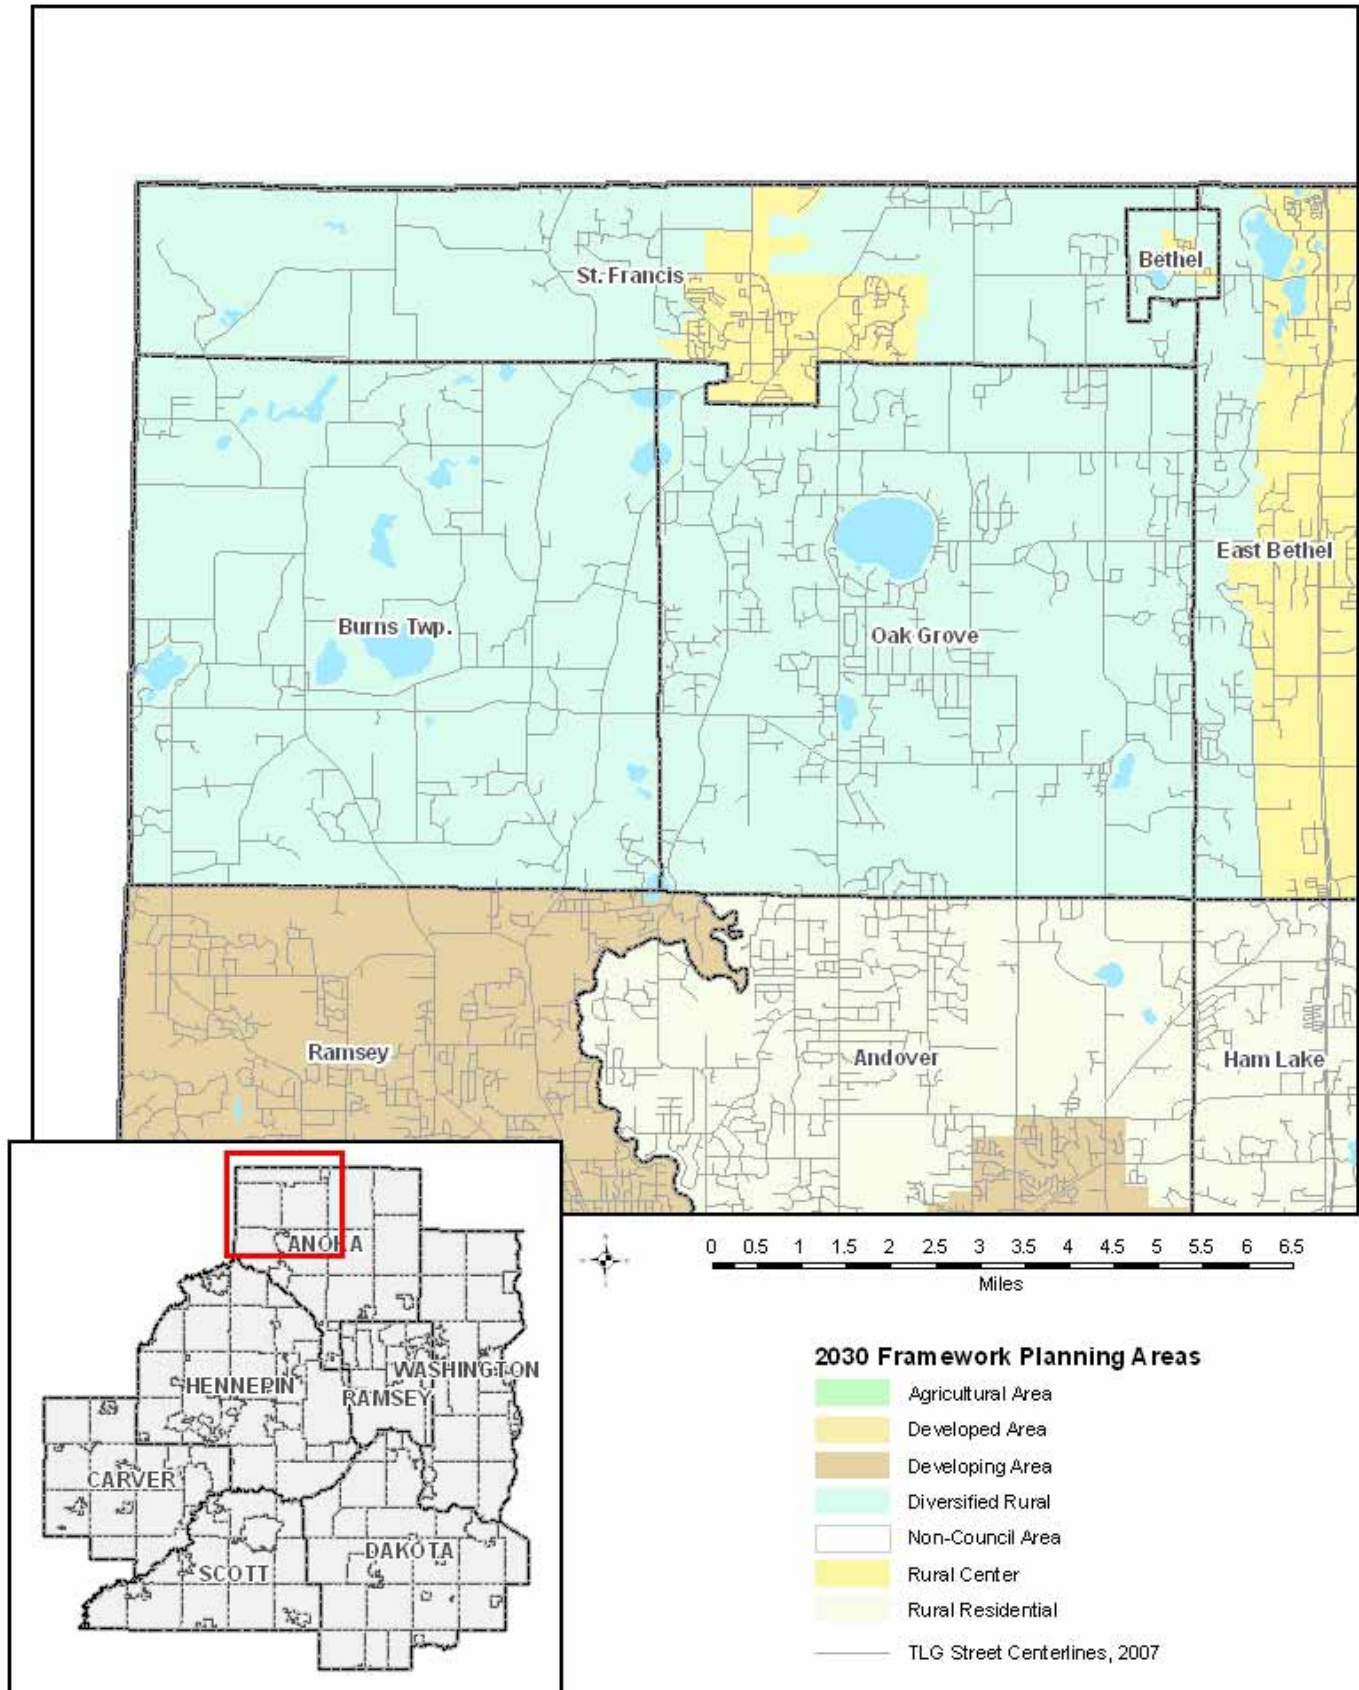 St. Francis
Bethel
East Bethel
Burns Twp.
Oak Grove
Ramsey
Andover
Ham Lake
ANOKA
HENNEPIN
WASHINGTON
RAMSEY
CARVER
SCOTT
DAKOTA
0 0.5 1 1.5 2 2.5 3 3.5 4 4.5 5 5.5 6 6.5
Miles
2030 Framework Planning Areas
Agricultural Area
Developed Area
Developing Area
Diversified Rural
Non-Council Area
Rural Center
Rural Residential
TLG Street Centerlines, 2007